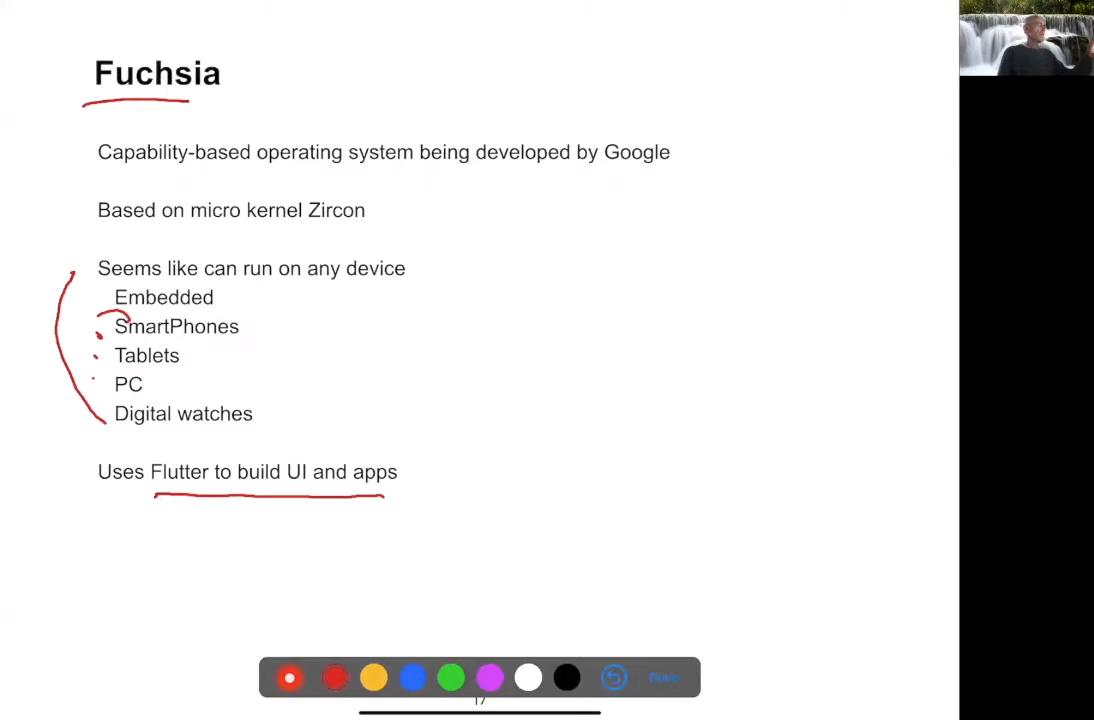 Fuchsia
Capability-based operating system being developed by Google
Based on micro kernel Zircon
Seems like can run on any device
Embedded
SmartPhones
Tablets
PC
Digital watches
Uses Flutter to build UI and apps
17